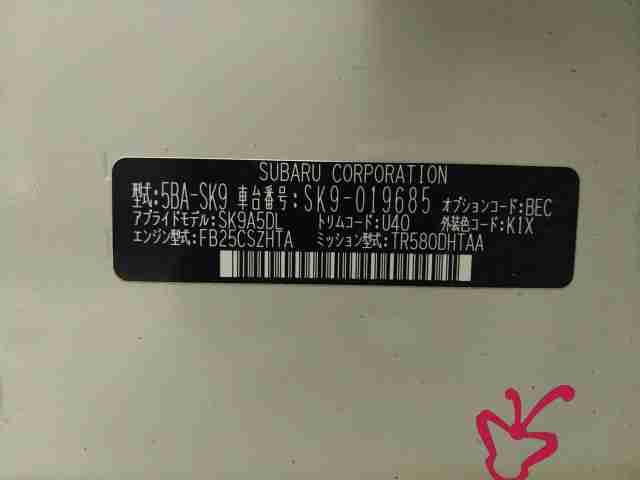 SUBARU CORPORATION
型式:5BA-SK9 車台番号:SK9-019685 オプションコード:BEC
アプライドモデル:SK9A5DL トリムコード:U40 外装色コード:K1X
エンジン型式:FB25CSZHTA ミッション型式:TR580DHTAA